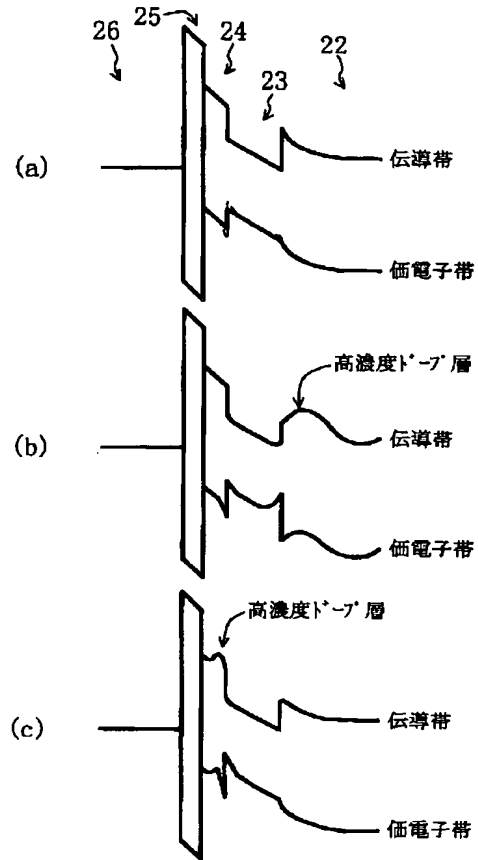 25 24
26 23 22
(a)
伝導帯
価電子帯
高濃度ドープ層
(b)
伝導帯
価電子帯
高濃度ドープ層
(c)
伝導帯
価電子帯